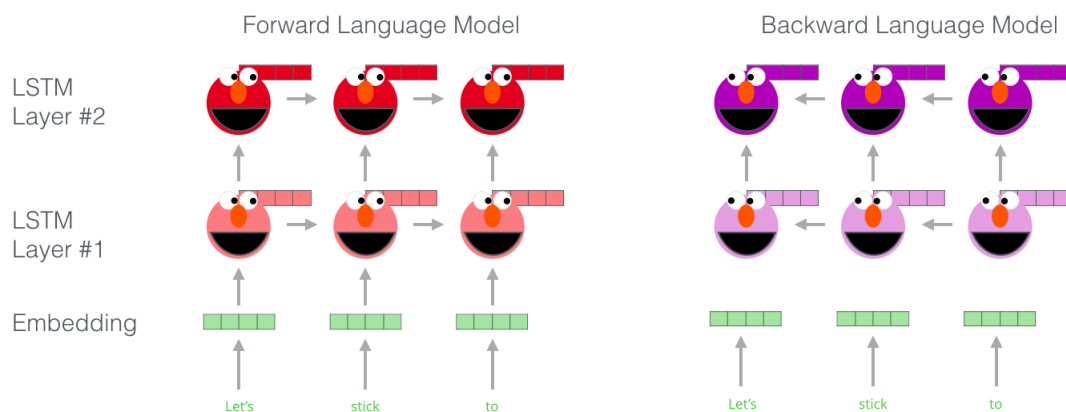 Forward Language Model
Backward Language Model
LSTM
Layer #2
LSTM
Layer #1
Embedding
Let's
stick
to
Let's
stick
to